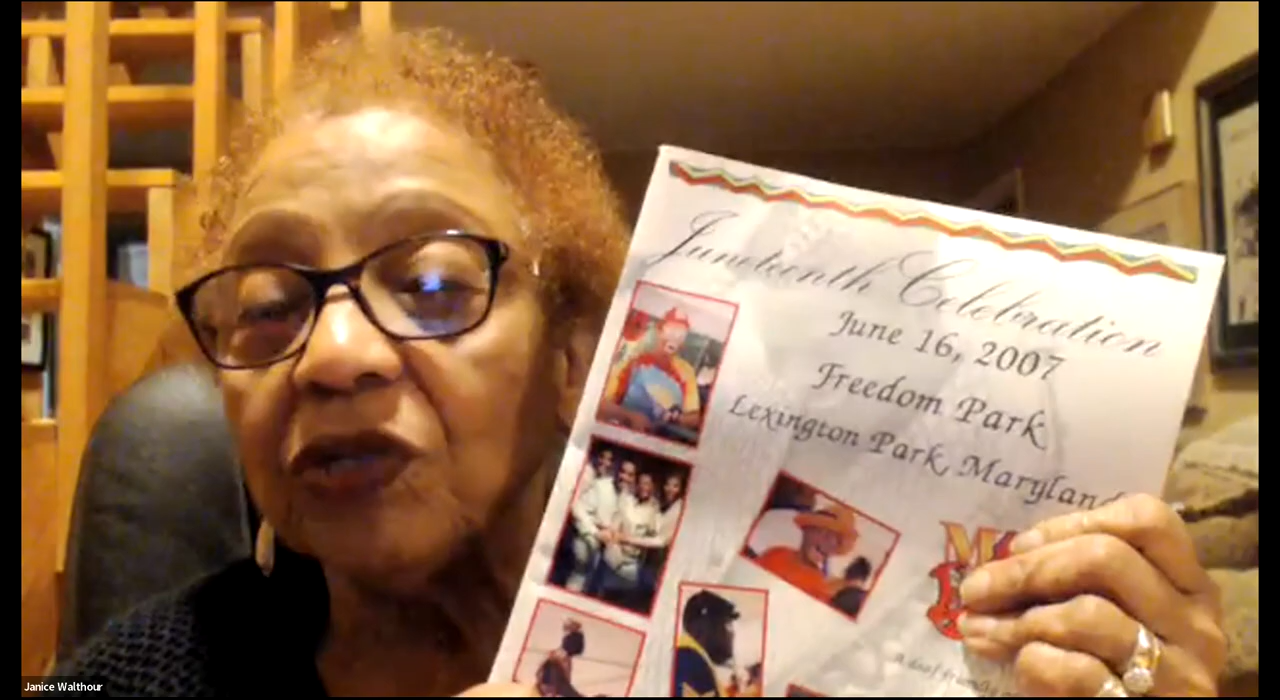 Juneteenth Celebration
June 16, 2007
Freedom Park
Lexington Park, Maryland
Janice Walthour